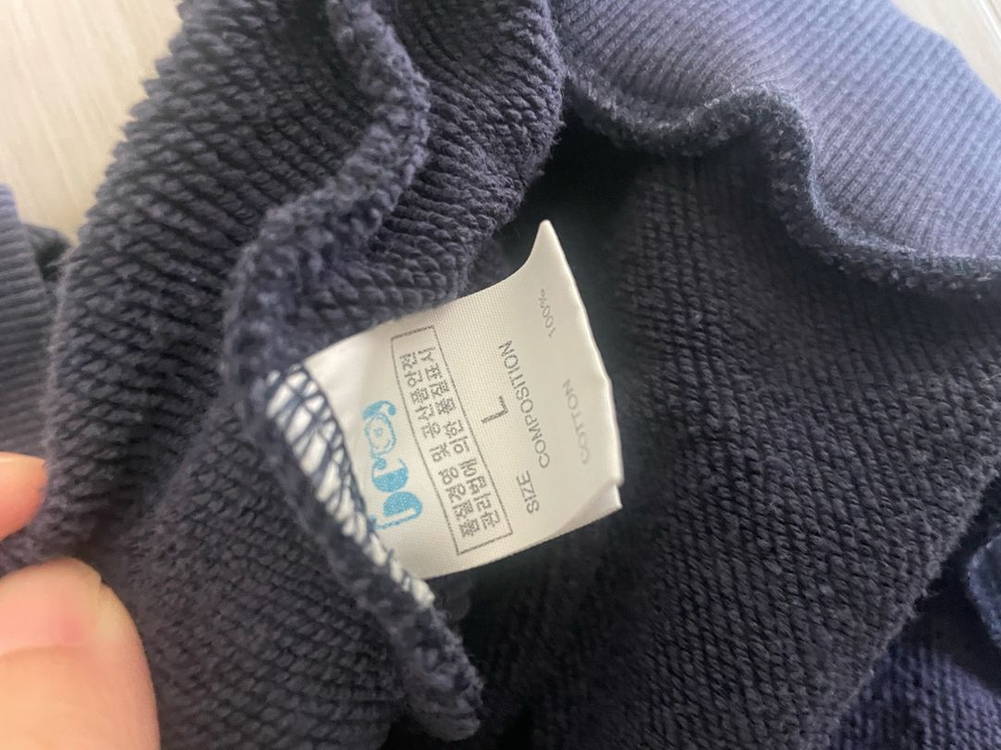 품질경영 및 공산품안전
관리법에 의한 품질표시
SIZE L
COMPOSITION
COTTON 100%